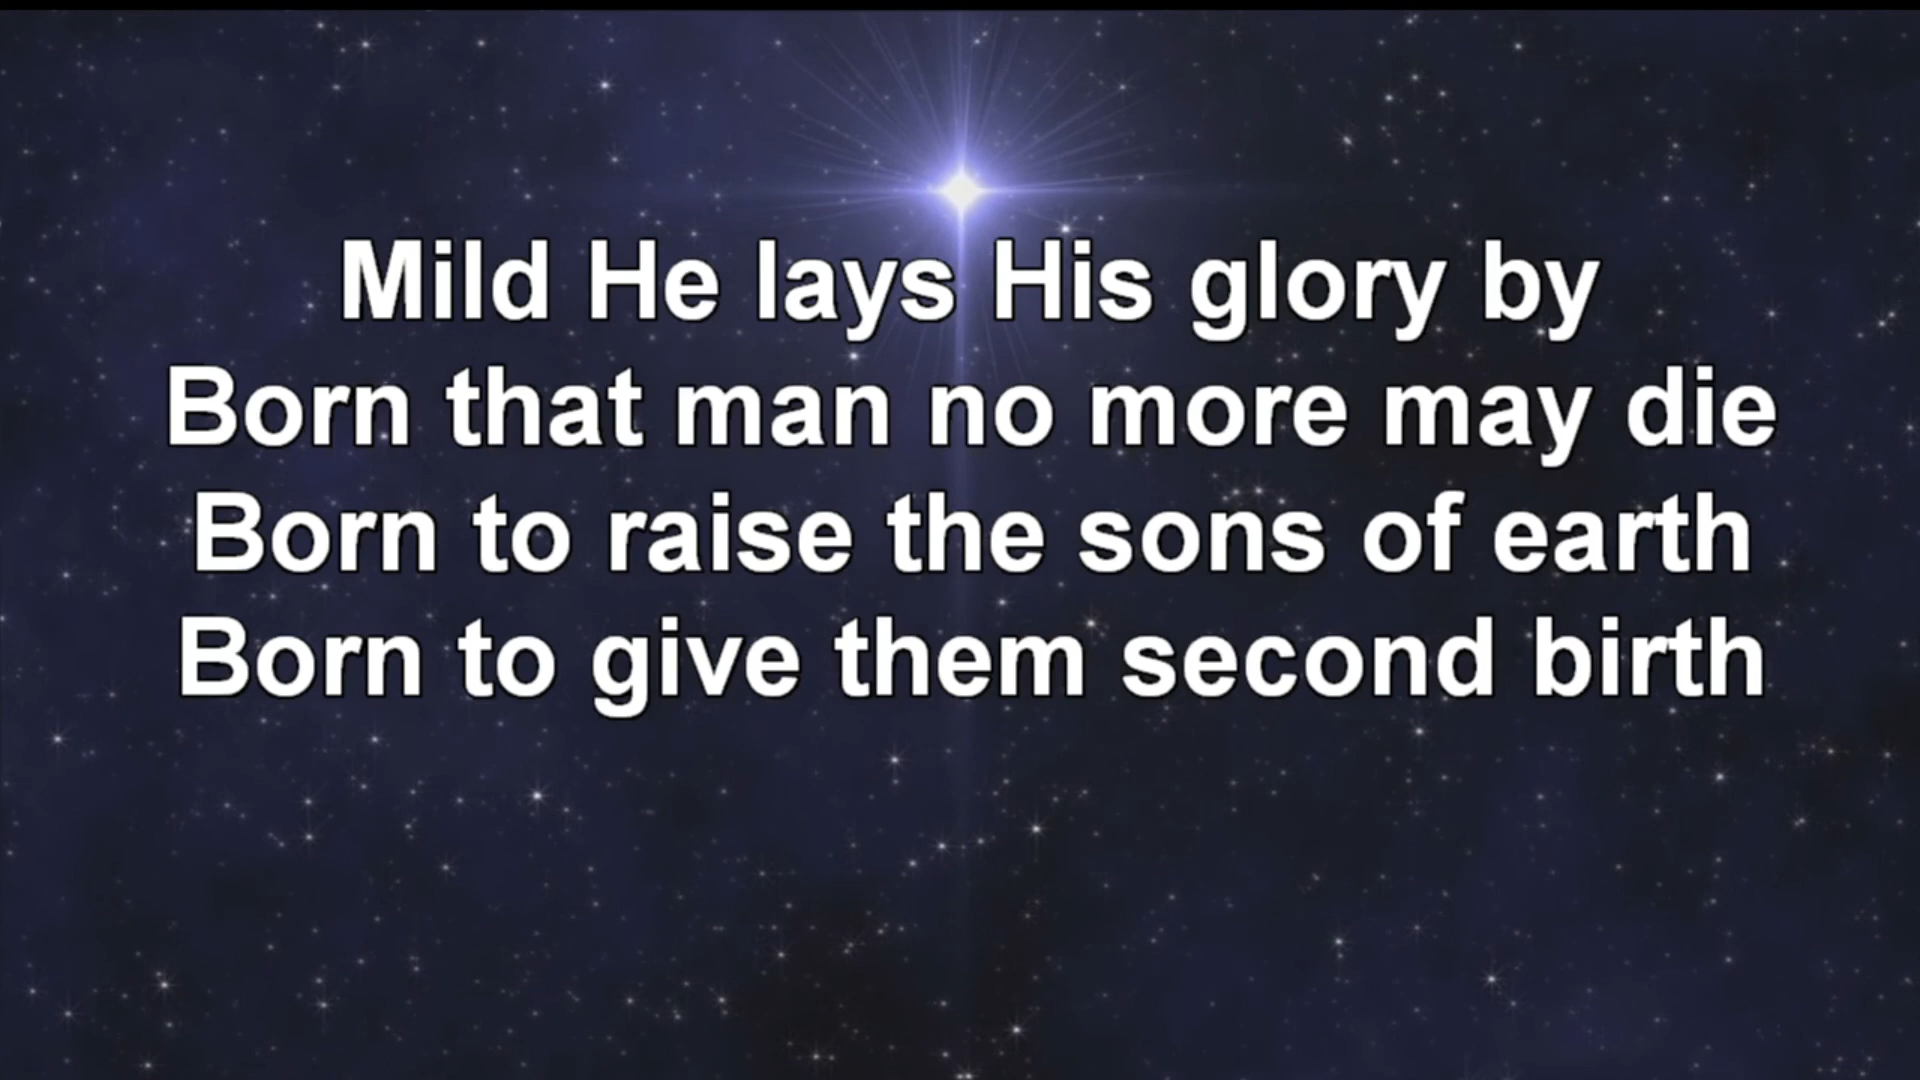 Mild He lays His glory by
Born that man no more may die
Born to raise the sons of earth
Born to give them second birth